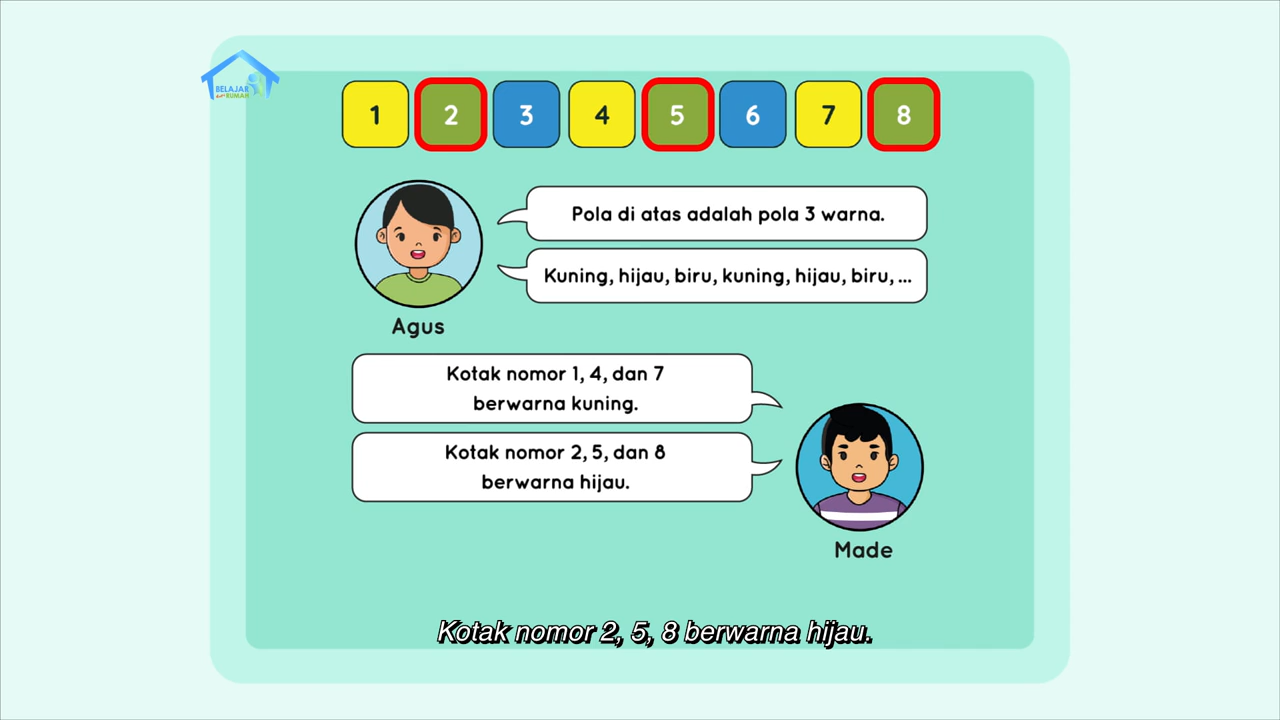 BELAJAR
dari RUMAH
1 2 3 4 5 6 7 8
Pola di atas adalah pola 3 warna.
Kuning, hijau, biru, kuning, hijau, biru, ...
Agus
Kotak nomor 1, 4, dan 7
berwarna kuning.
Kotak nomor 2, 5, dan 8
berwarna hijau.
Made
Kotak nomor 2, 5, 8 berwarna hijau.